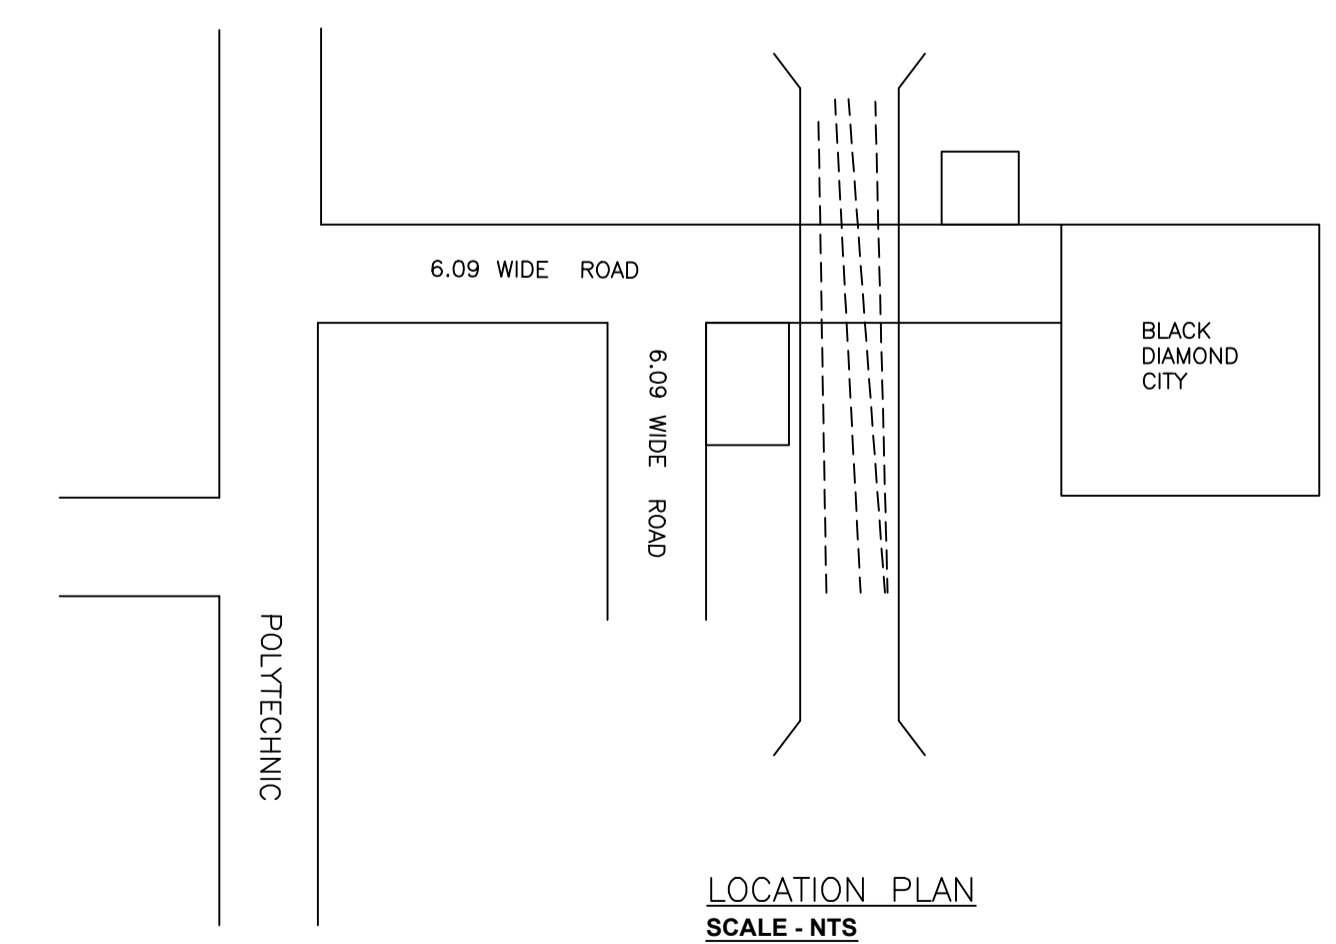 6.09 WIDE ROAD
6.09 WIDE ROAD
BLACK
DIAMOND
CITY
POLYTECHNIC
LOCATION PLAN
SCALE - NTS